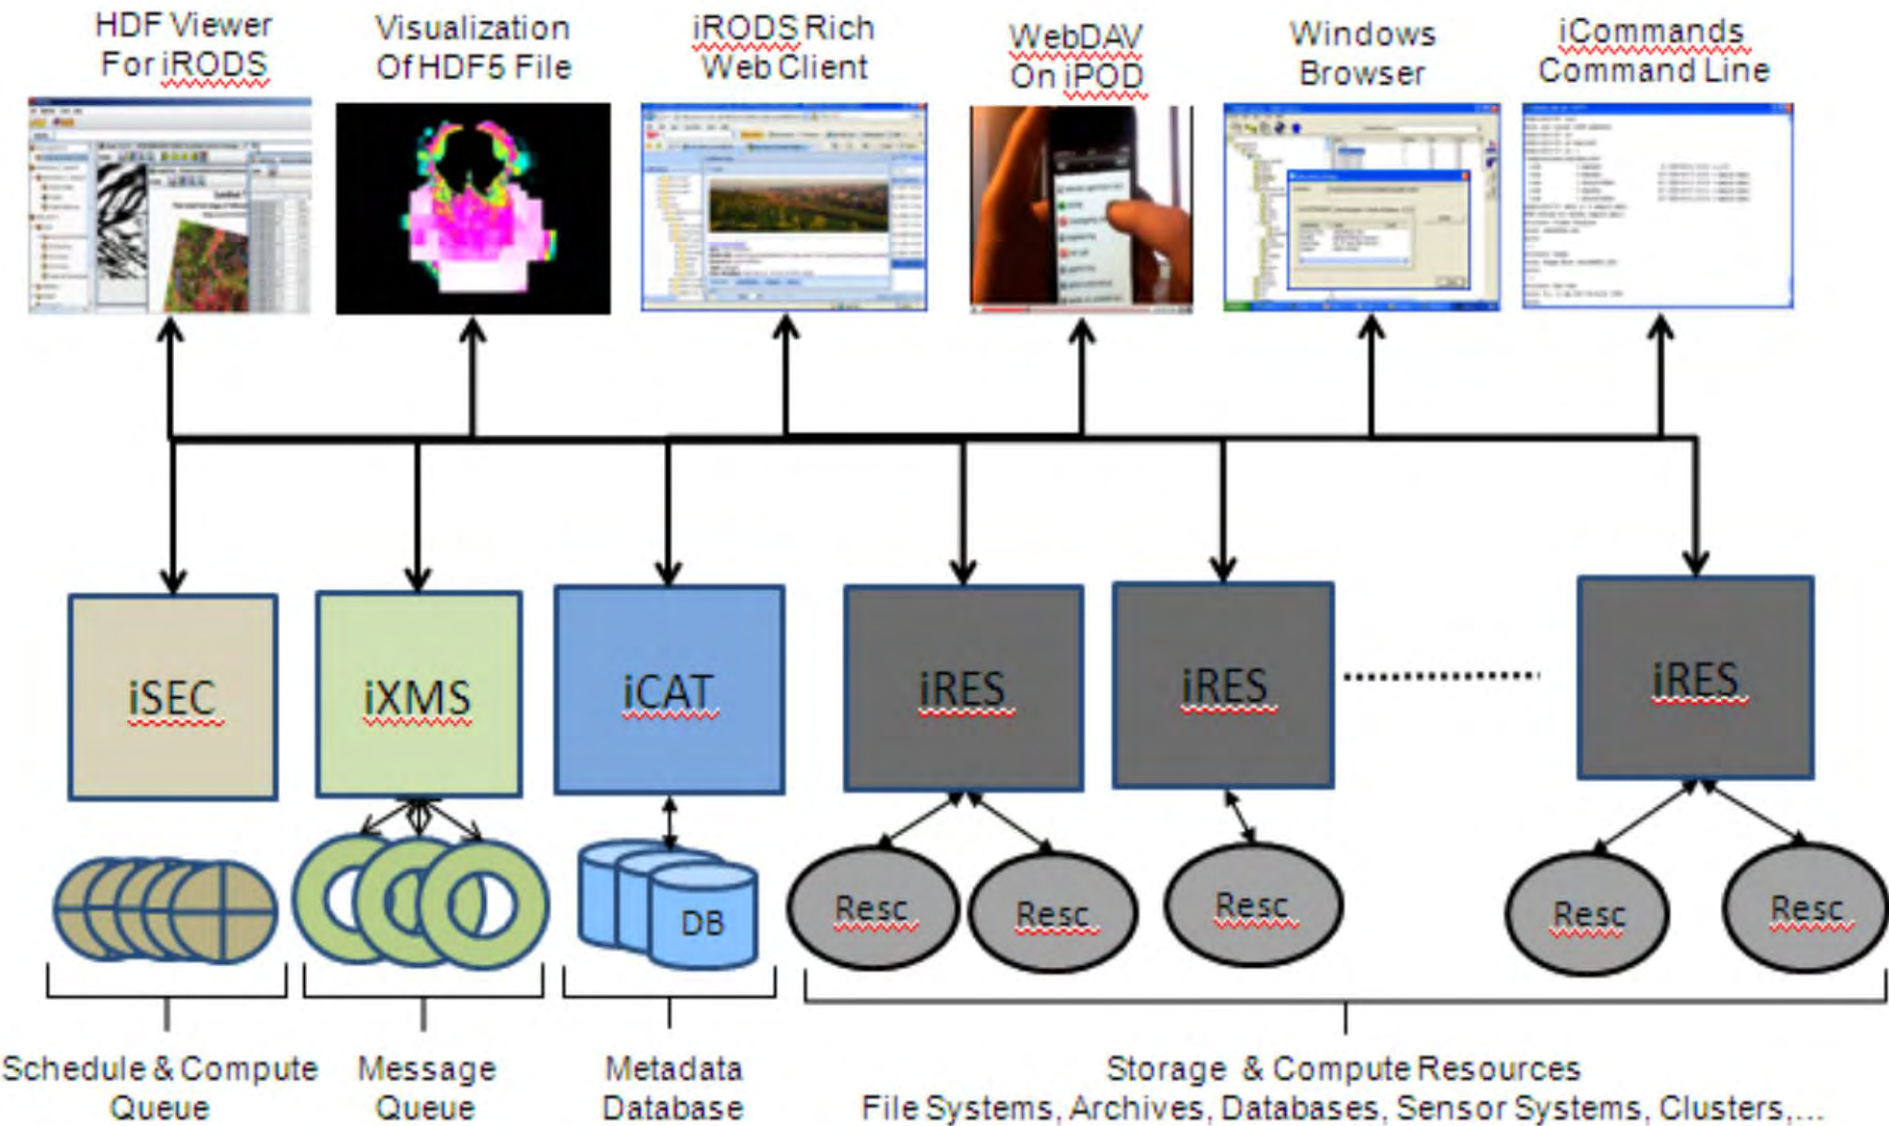 HDF Viewer
For iRODS
Visualization
Of HDF5 File
iRODS Rich
Web Client
WebDAV
On iPOD
Windows
Browser
iCommands
Command Line
iSEC
iXMS
iCAT
iRES
iRES
iRES
DB
Resc
Resc
Resc
Resc
Resc
Schedule & Compute
Queue
Message
Queue
Metadata
Database
Storage & Compute Resources
File Systems, Archives, Databases, Sensor Systems, Clusters,...